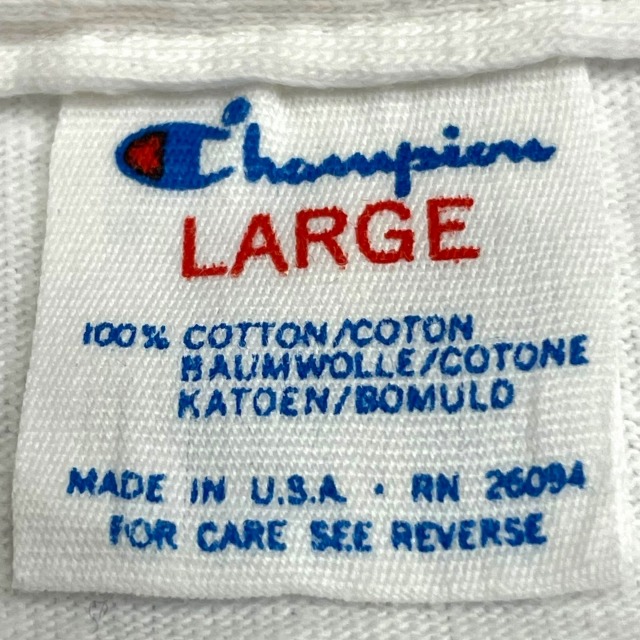 Champion
LARGE
100% COTTON/COTON
BAUMWOLLE/COTONE
KATOEN/BOMULD
MADE IN U.S.A. · RN 26094
FOR CARE SEE REVERSE